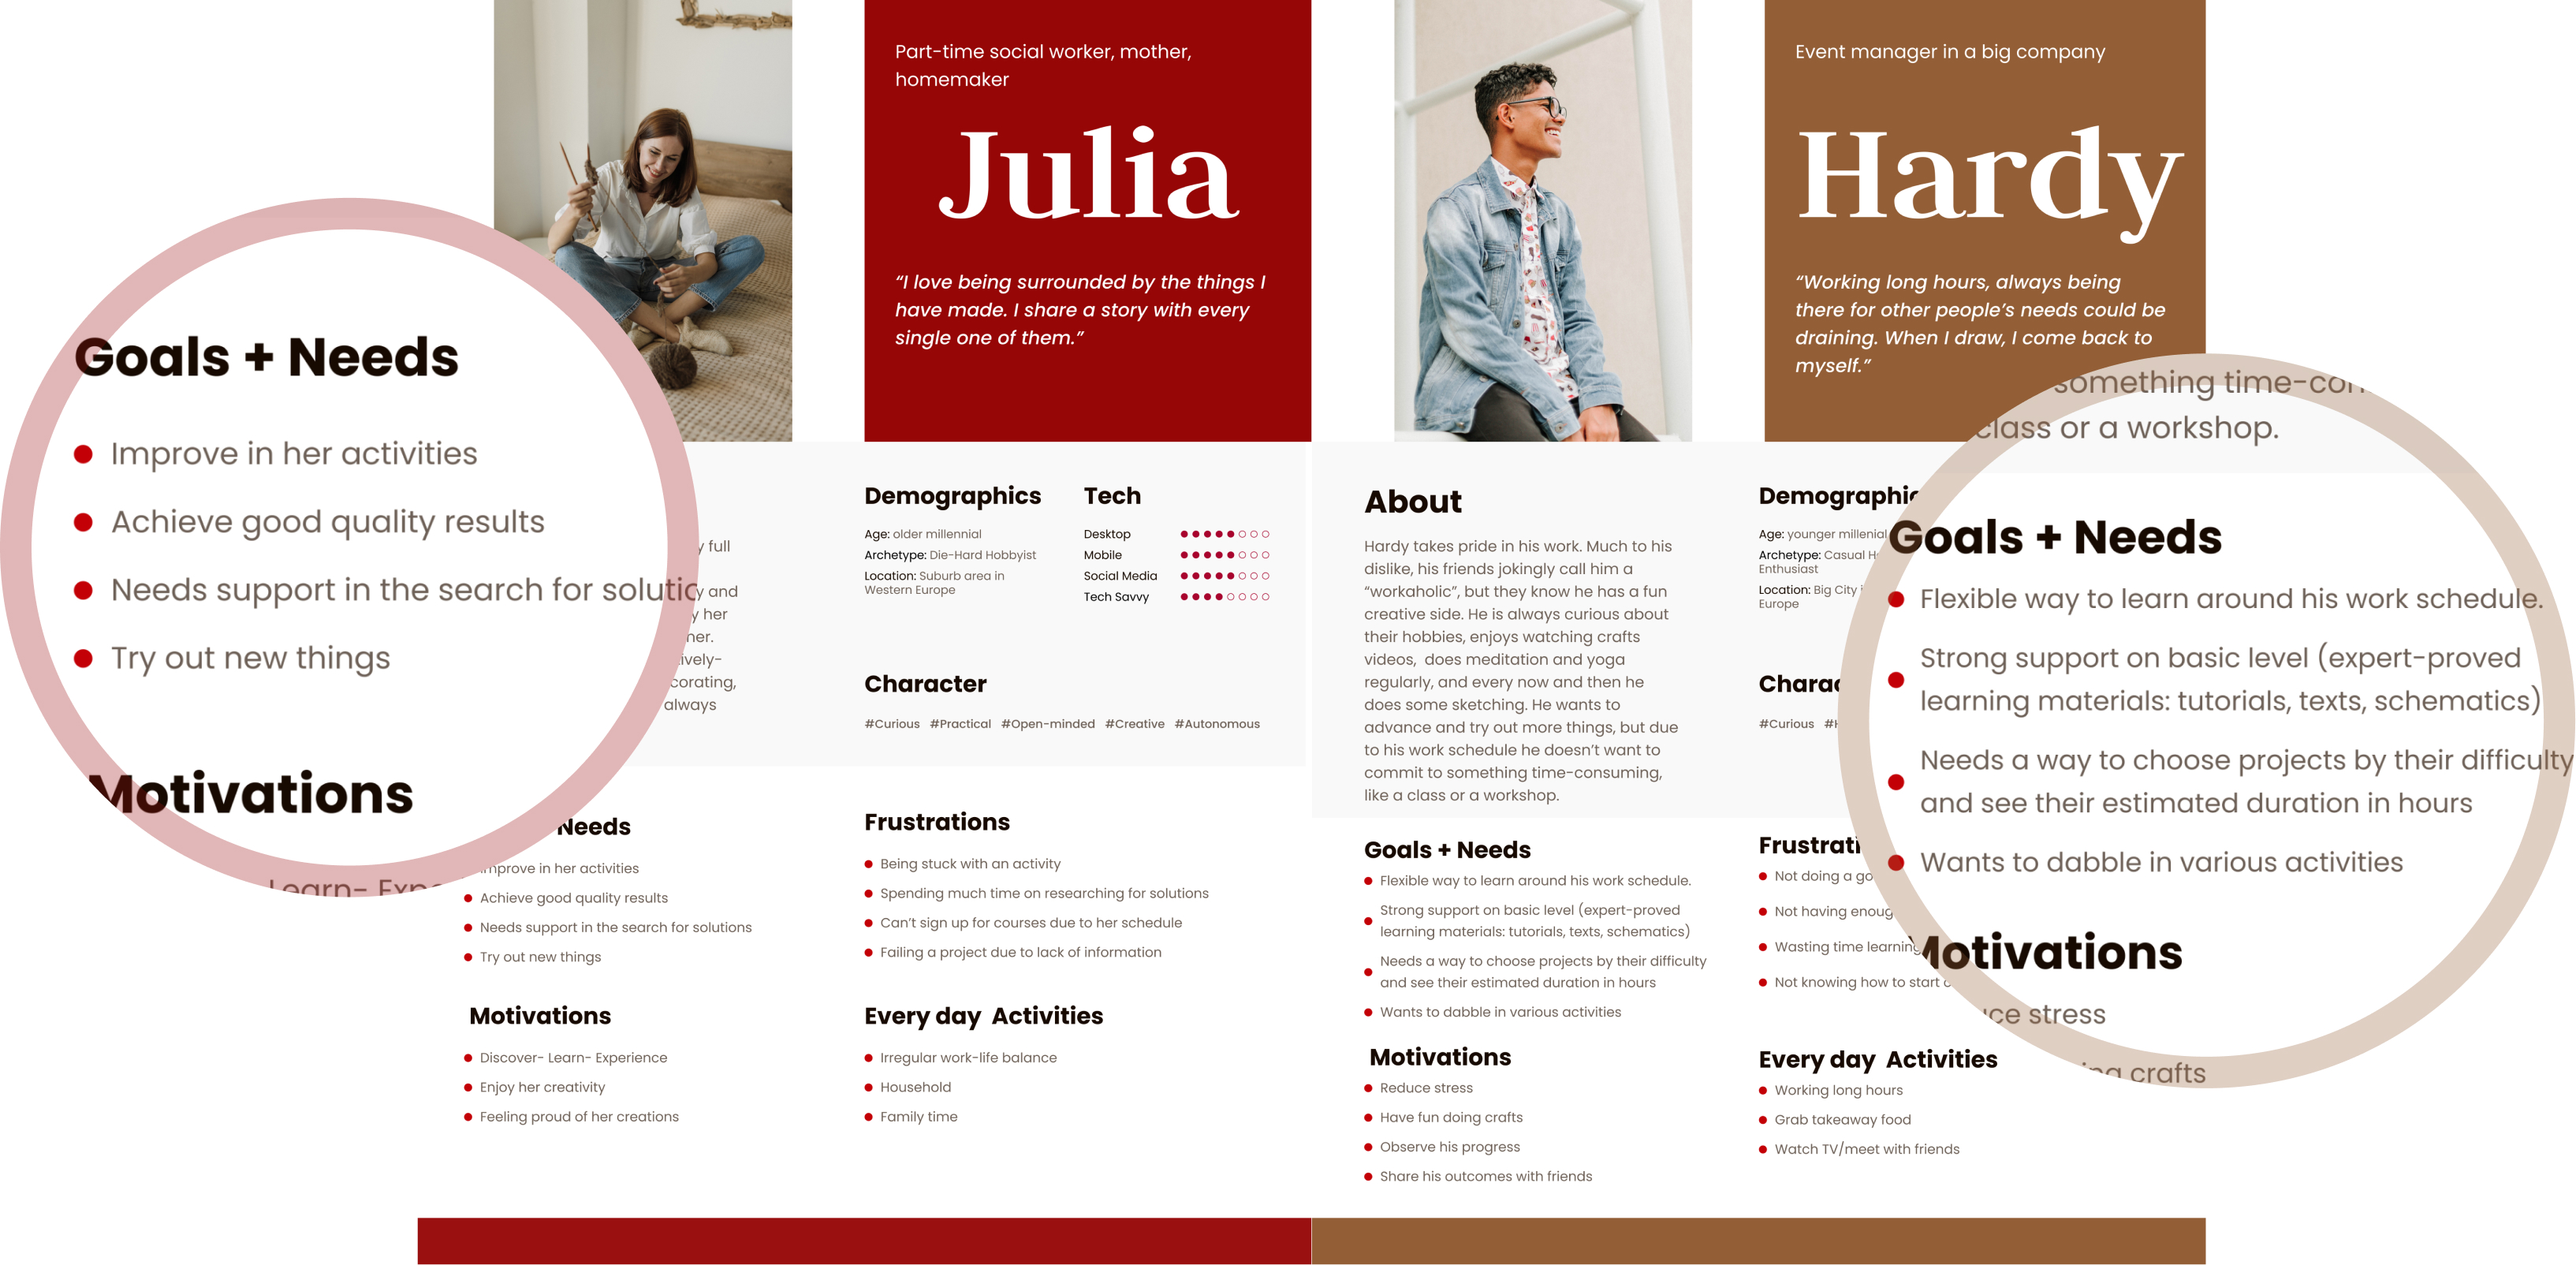 Part-time social worker, mother,
homemaker
Julia
“I love being surrounded by the things I
have made. I share a story with every
single one of them.”
Goals + Needs
Improve in her activities
Achieve good quality results
Needs support in the search for
Try out new things
Motivations
Learn-
full
and
her
always
Demographics
Age: older millennial
Archetype: Die-Hard Hobbyist
Location: Suburb area in
Western Europe
Tech
Desktop
Mobile
Social Media
Tech Savvy
Character
#Curious #Practical #Open-minded #Creative #Autonomous
Needs
Improve in her activities
Achieve good quality results
Needs support in the search for solutions
Try out new things
Motivations
Discover- Learn- Experience
Enjoy her creativity
Feeling proud of her creations
Frustrations
Being stuck with an activity
Spending much time on researching for solutions
Can’t sign up for courses due to her schedule
Failing a project due to lack of information
Every day Activities
Irregular work-life balance
Household
Family time
Event manager in a big company
Hardy
“Working long hours, always being
there for other people’s needs could be
draining. When I draw, I come back to
myself.”
About
Hardy takes pride in his work. Much to his
dislike, his friends jokingly call him a
“workaholic”, but they know he has a fun
creative side. He is always curious about
their hobbies, enjoys watching crafts
videos, does meditation and yoga
regularly, and every now and then he
does some sketching. He wants to
advance and try out more things, but due
to his work schedule he doesn’t want to
commit to something time-consuming,
like a class or a workshop.
Goals + Needs
Flexible way to learn around his work schedule.
Strong support on basic level (expert-proved
learning materials: tutorials, texts, schematics)
Needs a way to choose projects by their difficulty
and see their estimated duration in hours
Wants to dabble in various activities
Motivations
Reduce stress
Have fun doing crafts
Observe his progress
Share his outcomes with friends
Demographic
Age: younger millenial
Archetype: Casual
Enthusiast
Location: Big City
Europe
Charac
#Curious
Frustrati
Not doing a
Not having
Wasting time learning
Not knowing how to start
Every day Activities
Working long hours
Grab takeaway food
Watch TV/meet with friends
something
class or a workshop.
Goals + Needs
Flexible way to learn around his work schedule.
Strong support on basic level (expert-proved
learning materials: tutorials, texts, schematics)
Needs a way to choose projects by their difficulty
and see their estimated duration in hours
Wants to dabble in various activities
Motivations
stress
crafts